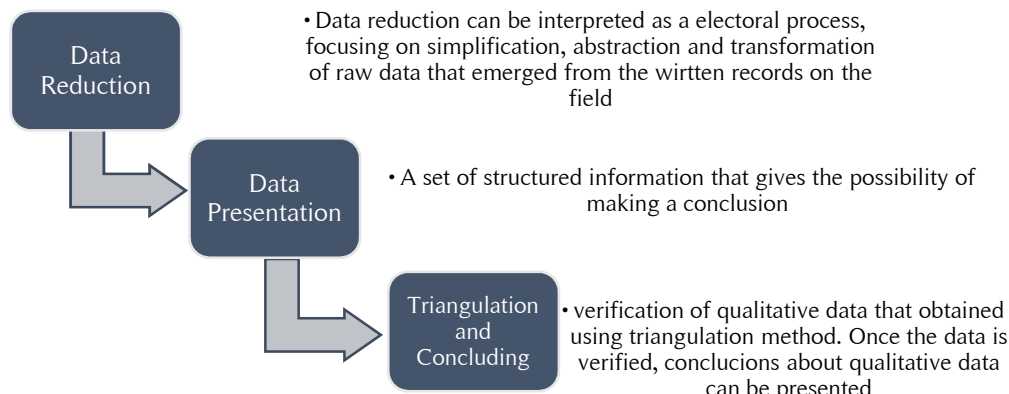 Data
Reduction
• Data reduction can be interpreted as a electoral process,
focusing on simplification, abstraction and transformation
of raw data that emerged from the wirtten records on the
field
Data
Presentation
• A set of structured information that gives the possibility of
making a conclusion
Triangulation
and
Concluding
• verification of qualitative data that obtained
using triangulation method. Once the data is
verified, conclucions about qualitative data
can be presented